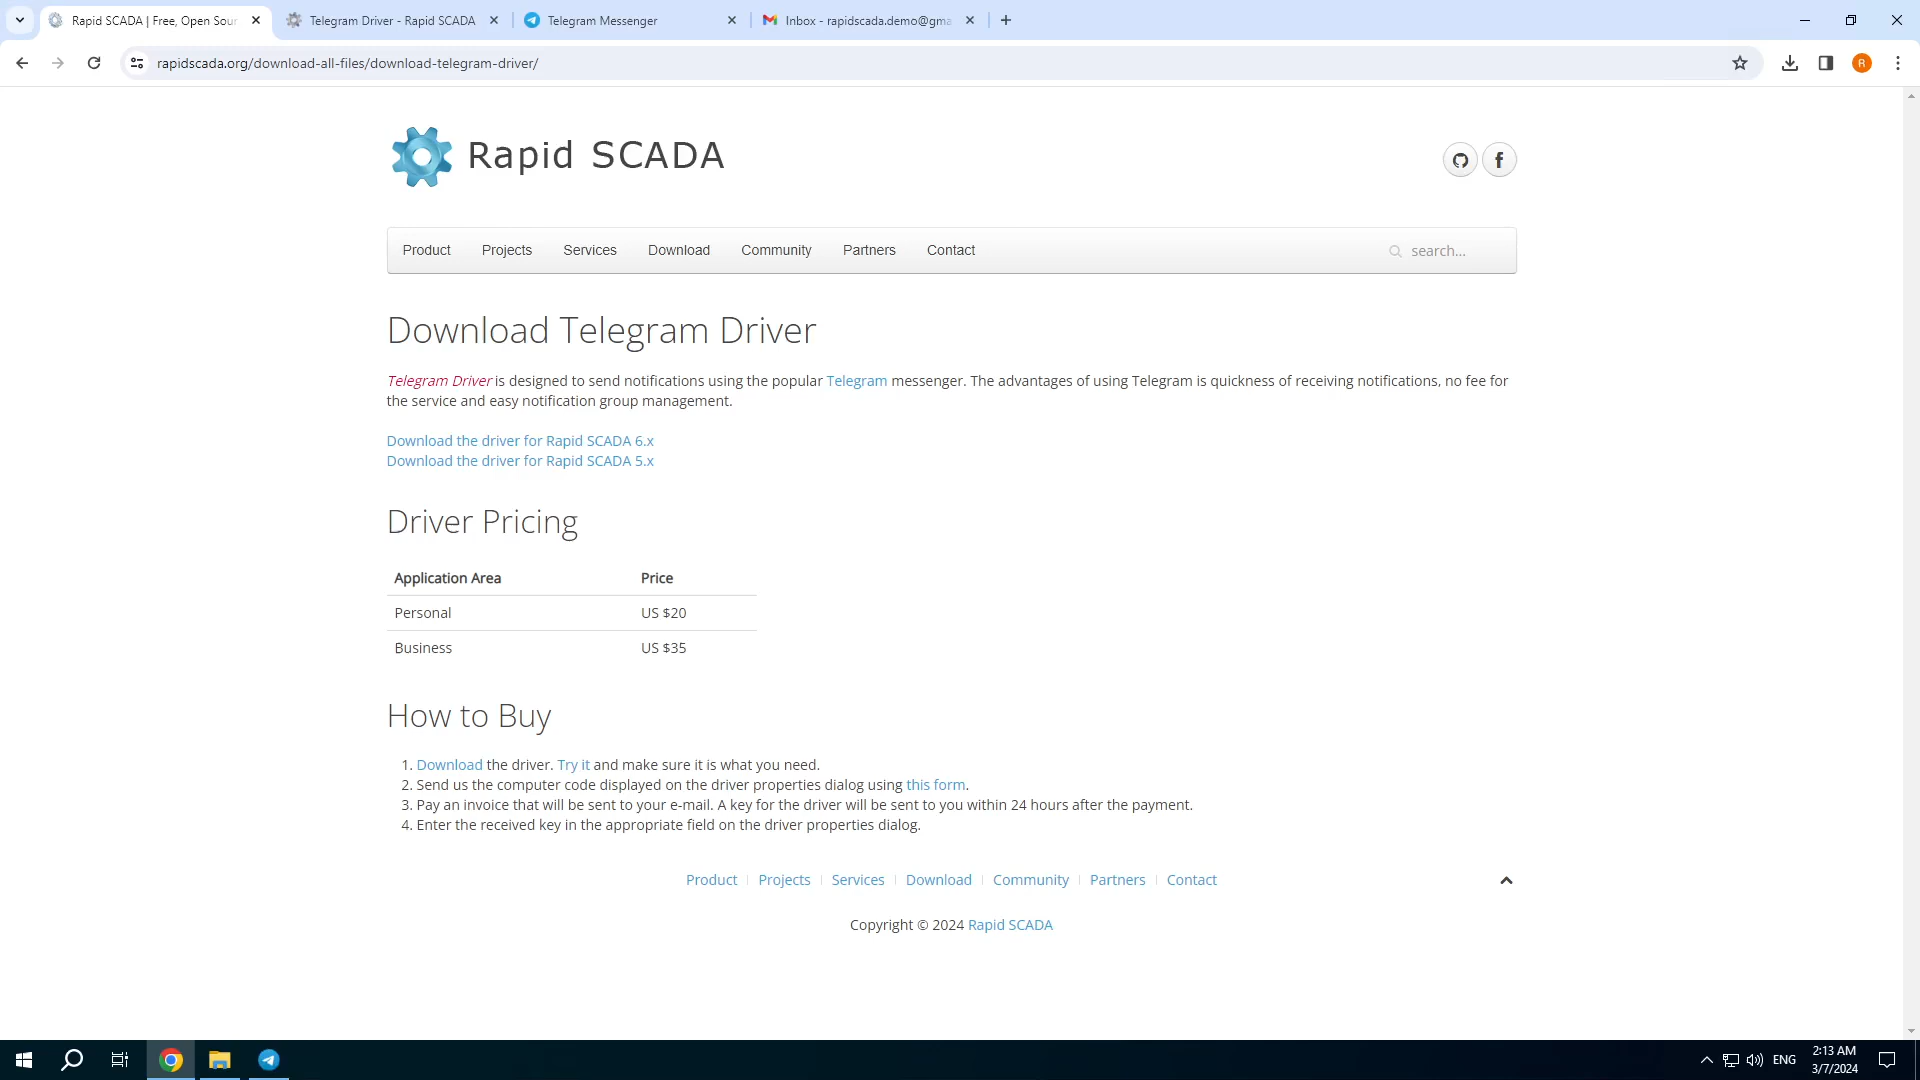 Rapid SCADA | Free, Open Sour
Telegram Driver - Rapid SCADA
Telegram Messenger
Inbox - rapidscada.demo@gma
rapidscada.org/download-all-files/download-telegram-driver/
R
Rapid SCADA
Product
Projects
Services
Download
Community
Partners
Contact
search...
Download Telegram Driver
Telegram Driver is designed to send notifications using the popular Telegram messenger. The advantages of using Telegram is quickness of receiving notifications, no fee for
the service and easy notification group management.
Download the driver for Rapid SCADA 6.x
Download the driver for Rapid SCADA 5.x
Driver Pricing
Application Area Price
Personal US $20
Business US $35
How to Buy
1. Download the driver. Try it and make sure it is what you need.
2. Send us the computer code displayed on the driver properties dialog using this form.
3. Pay an invoice that will be sent to your e-mail. A key for the driver will be sent to you within 24 hours after the payment.
4. Enter the received key in the appropriate field on the driver properties dialog.
Product | Projects | Services | Download | Community | Partners | Contact
Copyright © 2024 Rapid SCADA
ENG
2:13 AM
3/7/2024